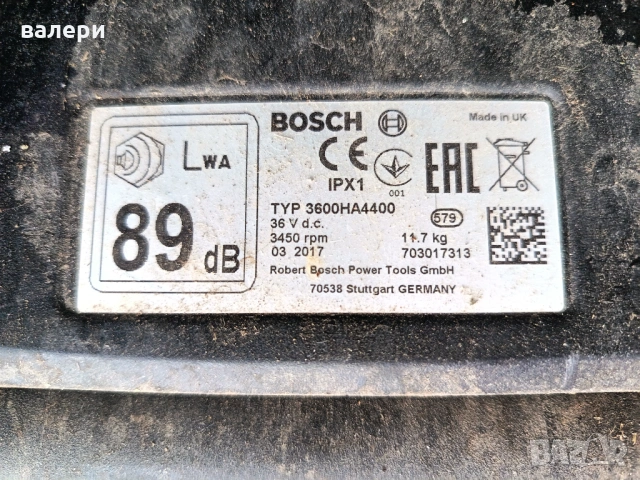 валери
BOSCH
Made in UK
LWA
CE
EAC
IPX1
001
89 dB
TYP 3600HA4400
579
36 V d.c.
3450 rpm 11.7 kg
03 2017 703017313
Robert Bosch Power Tools GmbH
70538 Stuttgart GERMANY
BAZAR